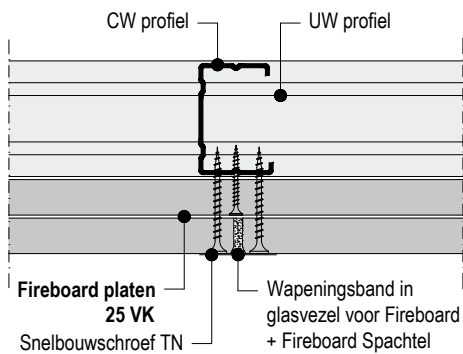 CW profiel
UW profiel
Fireboard platen
25 VK
Snelbouwschroef TN
Wapeningsband in
glasvezel voor Fireboard
+ Fireboard Spachtel